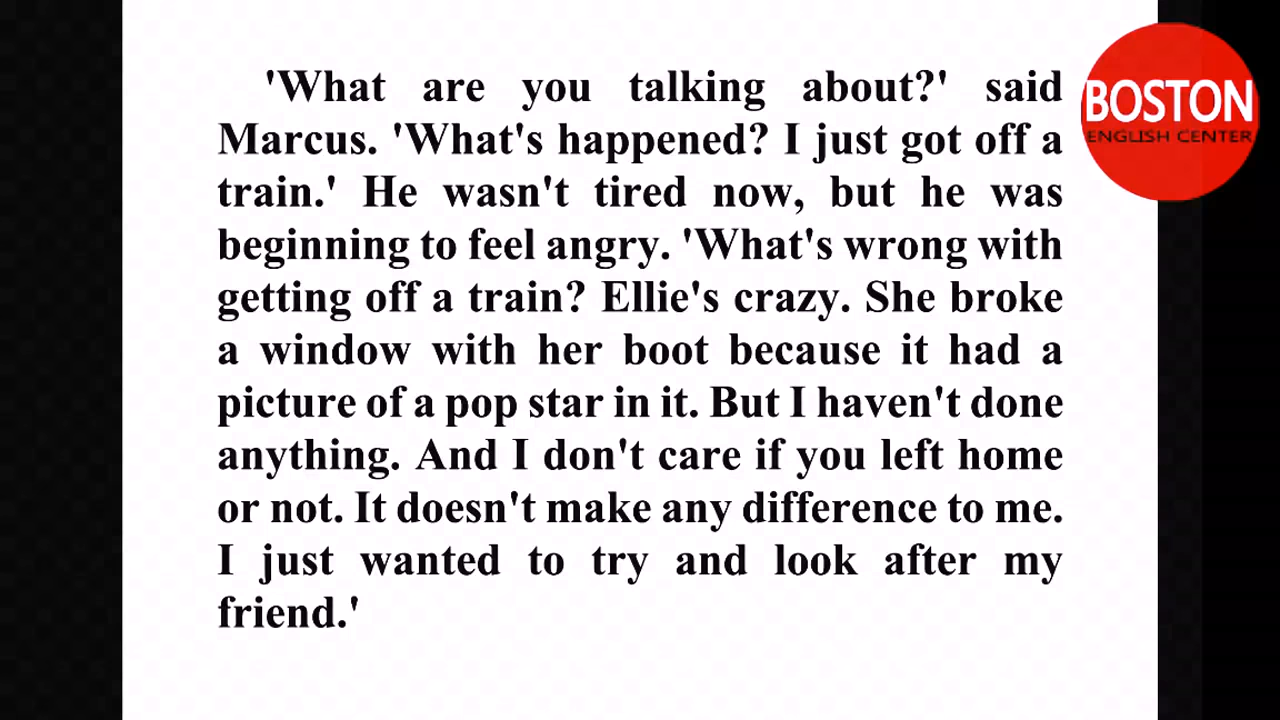 'What are you talking about?' said
Marcus. 'What's happened? I just got off a
train.' He wasn't tired now, but he was
beginning to feel angry. 'What's wrong with
getting off a train? Ellie's crazy. She broke
a window with her boot because it had a
picture of a pop star in it. But I haven't done
anything. And I don't care if you left home
or not. It doesn't make any difference to me.
I just wanted to try and look after my
friend.'
BOSTON
ENGLISH CENTER